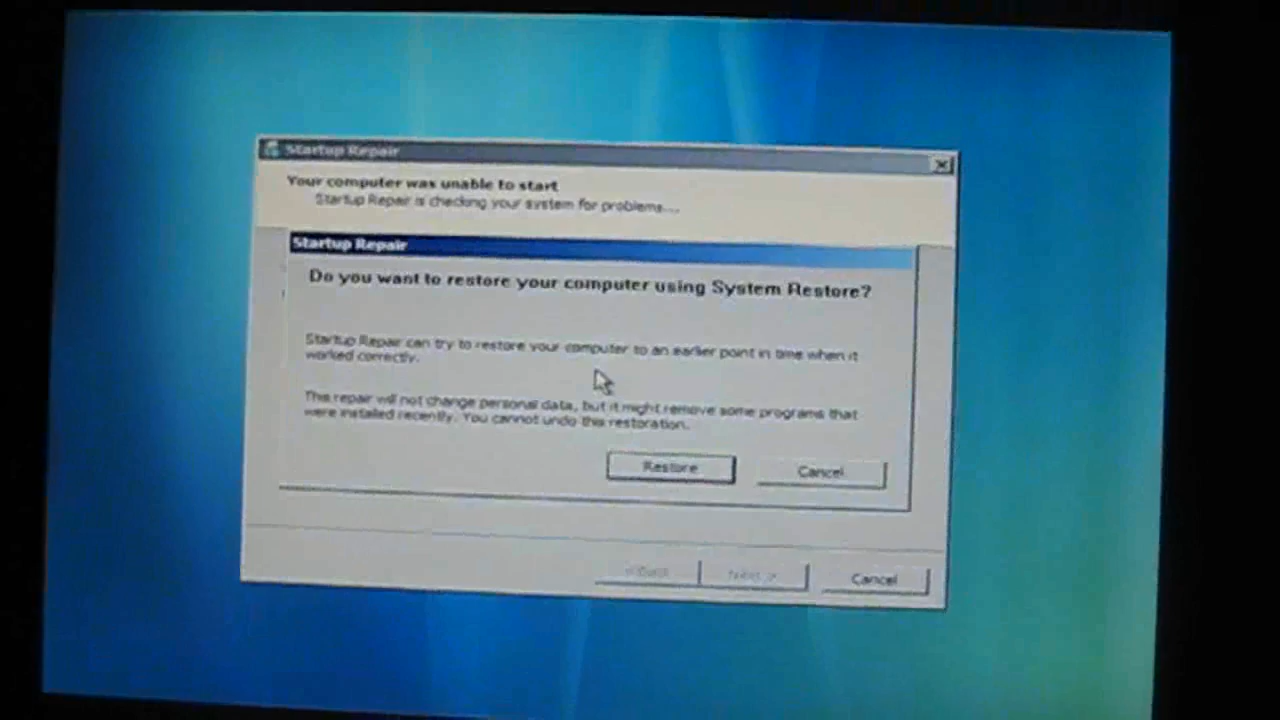 Startup Repair
Your computer was unable to start
Startup Repair is checking your system for problems...
Startup Repair
Do you want to restore your computer using System Restore?
Startup Repair can try to restore your computer to an earlier point in time when it
worked correctly.
This repair will not change personal data, but it might remove some programs that
were installed recently. You cannot undo this restoration.
Restore Cancel
< Back Next > Cancel